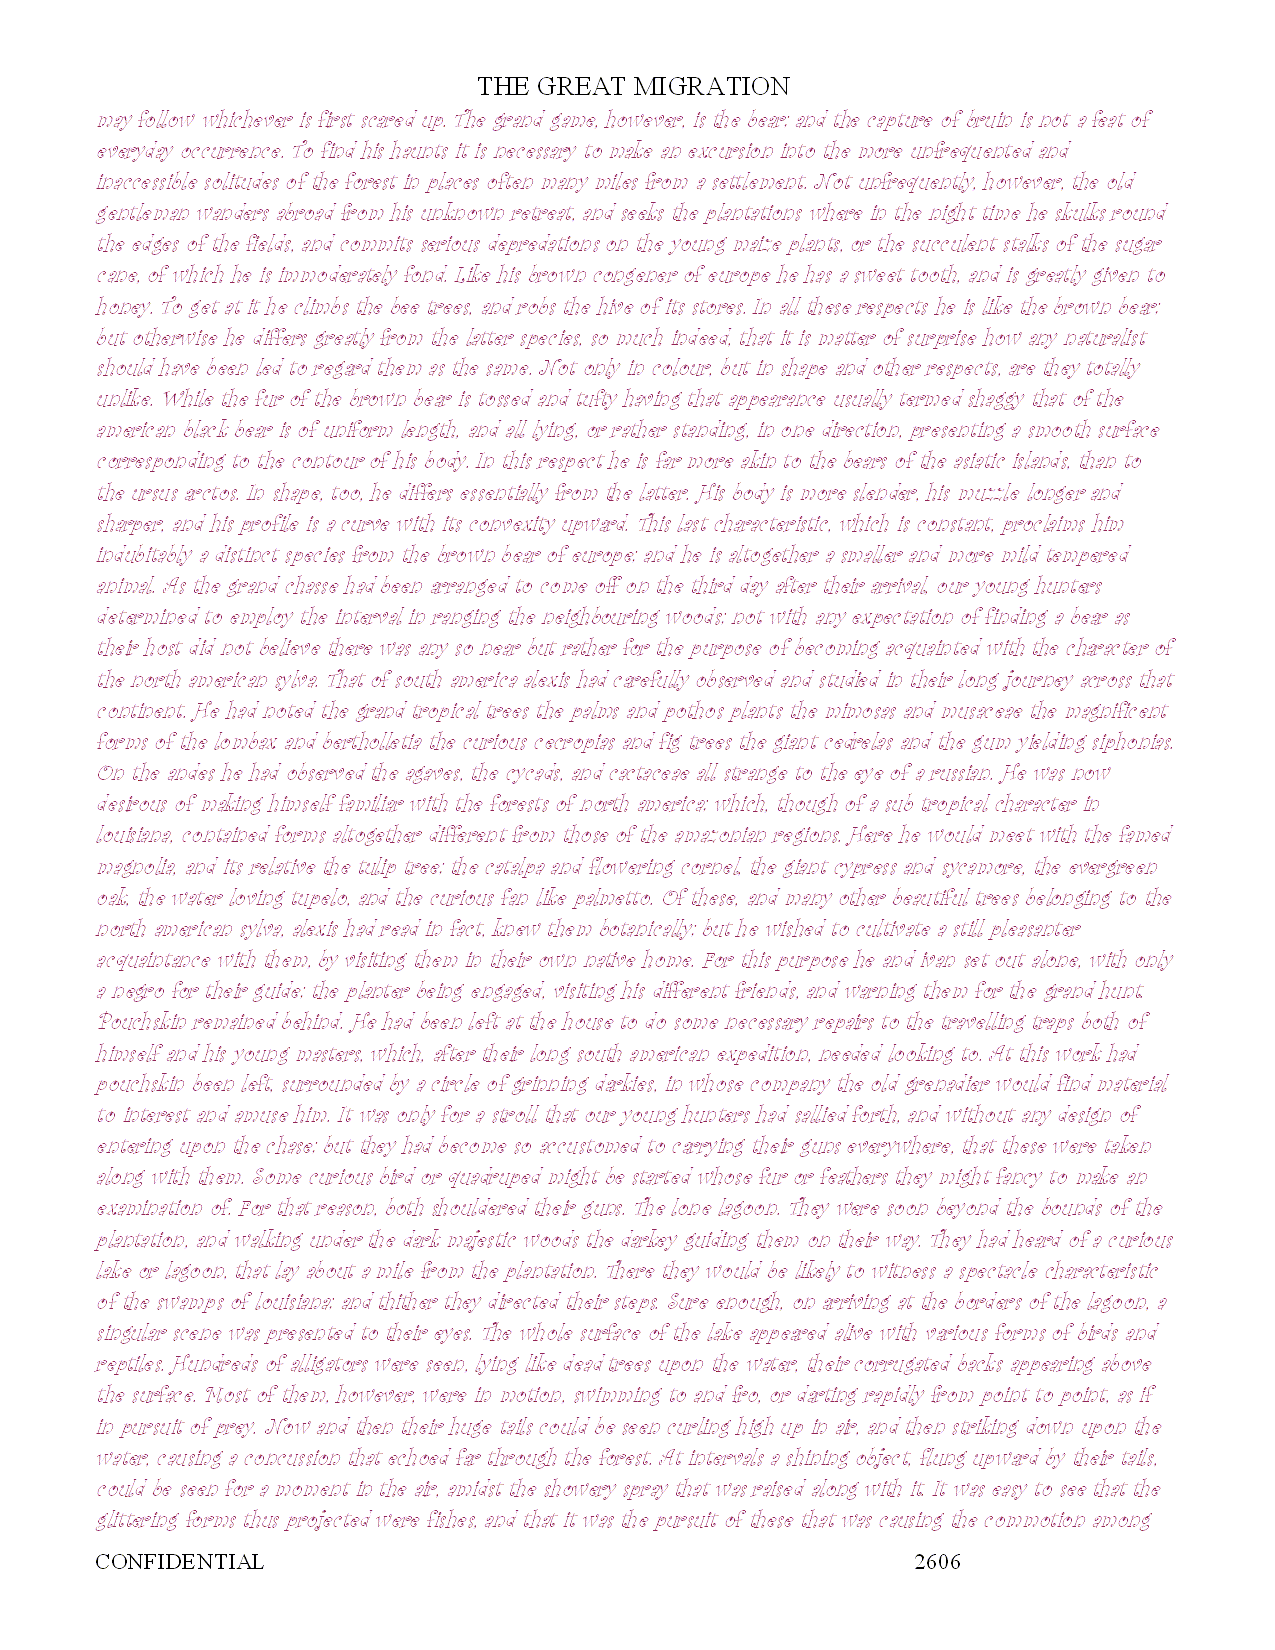 THE GREAT MIGRATION
may follow whichever is first scared up. The grand game, however, is the bear; and the capture of bruin is not a feat of
everyday occurrence. To find his haunts it is necessary to make an excursion into the more unfrequented and
inaccessible solitudes of the forest in places often many miles from a settlement. Not unfrequently, however, the old
gentleman wanders abroad from his unknown retreat, and seeks the plantations where in the night time he skulks round
the edges of the fields, and commits serious depredations on the young maize plants, or the succulent stalks of the sugar
cane, of which he is immoderately fond. Like his brown congener of europe he has a sweet tooth, and is greatly given to
honey. To get at it he climbs the bee trees, and robs the hive of its stores. In all these respects he is like the brown bear;
but otherwise he differs greatly from the latter species, so much indeed, that it is matter of surprise how any naturalist
should have been led to regard them as the same. Not only in colour, but in shape and other respects, are they totally
unlike. While the fur of the brown bear is tossed and tufty having that appearance usually termed shaggy that of the
american black bear is of uniform length, and all lying, or rather standing, in one direction, presenting a smooth surface
corresponding to the contour of his body. In this respect he is far more akin to the bears of the asiatic islands, than to
the ursus arctos. In shape, too, he differs essentially from the latter. His body is more slender, his muzzle longer and
sharper, and his profile is a curve with its convexity upward. This last characteristic, which is constant, proclaims him
indubitably a distinct species from the brown bear of europe; and he is altogether a smaller and more mild tempered
animal. As the grand chasse had been arranged to come off on the third day after their arrival, our young hunters
determined to employ the interval in ranging the neighbouring woods; not with any expectation of finding a bear as
their host did not believe there was any so near but rather for the purpose of becoming acquainted with the character of
the north american sylva. That of south america alexis had carefully observed and studied in their long journey across that
continent. He had noted the grand tropical trees the palms and pothos plants the mimosas and musaceae the magnificent
forms of the lombax and bertholletia the curious cecropias and fig trees the giant cedrelas and the gum yielding siphonias.
On the andes he had observed the agaves, the cycads, and cactaceae all strange to the eye of a russian. He was now
desirous of making himself familiar with the forests of north america; which, though of a sub tropical character in
louisiana, contained forms altogether different from those of the amazonian regions. Here he would meet with the famed
magnolia, and its relative the tulip tree; the catalpa and flowering cornel, the giant cypress and sycamore, the evergreen
oak, the water loving tupelo, and the curious fan like palmetto. Of these, and many other beautiful trees belonging to the
north american sylva, alexis had read in fact, knew them botanically; but he wished to cultivate a still pleasanter
acquaintance with them, by visiting them in their own native home. For this purpose he and ivan set out alone, with only
a negro for their guide; the planter being engaged, visiting his different friends, and warning them for the grand hunt.
Pouchskin remained behind. He had been left at the house to do some necessary repairs to the travelling traps both of
himself and his young masters, which, after their long south american expedition, needed looking to. At this work had
pouchskin been left, surrounded by a circle of grinning darkies, in whose company the old grenadier would find material
to interest and amuse him. It was only for a stroll that our young hunters had sallied forth, and without any design of
entering upon the chase; but they had become so accustomed to carrying their guns everywhere, that these were taken
along with them. Some curious bird or quadruped might be started whose fur or feathers they might fancy to make an
examination of. For that reason, both shouldered their guns. The lone lagoon. They were soon beyond the bounds of the
plantation, and walking under the dark majestic woods the darkey guiding them on their way. They had heard of a curious
lake or lagoon, that lay about a mile from the plantation. There they would be likely to witness a spectacle characteristic
of the swamps of louisiana; and thither they directed their steps. Sure enough, on arriving at the borders of the lagoon, a
singular scene was presented to their eyes. The whole surface of the lake appeared alive with various forms of birds and
reptiles. Hundreds of alligators were seen, lying like dead trees upon the water, their corrugated backs appearing above
the surface. Most of them, however, were in motion, swimming to and fro, or darting rapidly from point to point, as if
in pursuit of prey. Now and then their huge tails could be seen curling high up in air, and then striking down upon the
water, causing a concussion that echoed far through the forest. At intervals a shining object, flung upward by their tails,
could be seen for a moment in the air, amidst the showery spray that was raised along with it. It was easy to see that the
glittering forms thus projected were fishes, and that it was the pursuit of these that was causing the commotion among
CONFIDENTIAL 2606